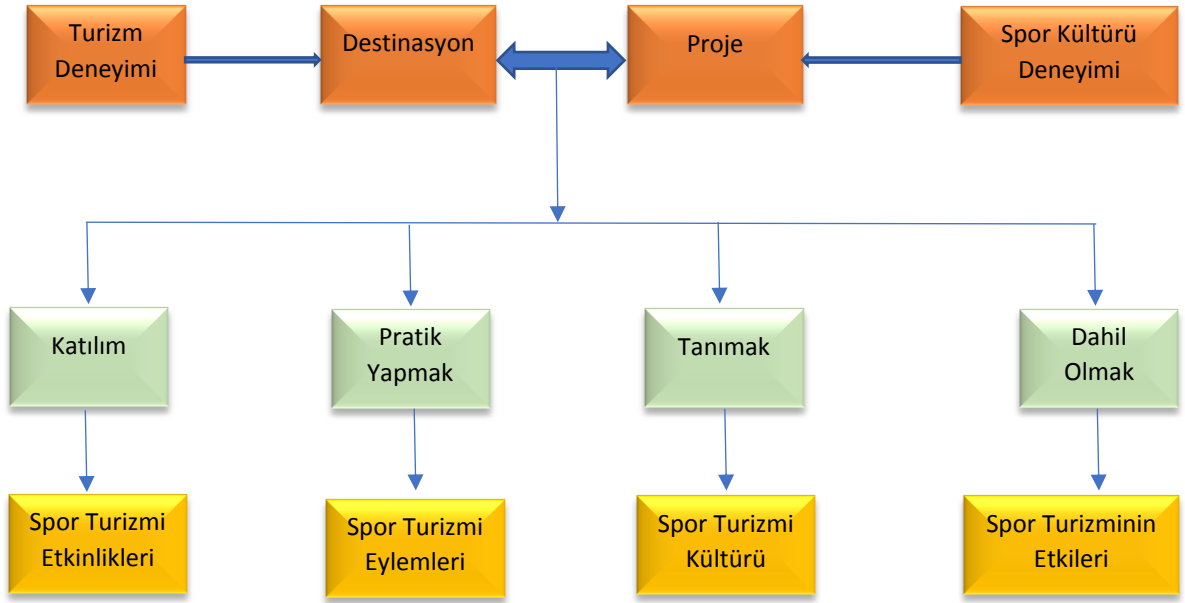 Turizm
Deneyimi
Destinasyon
Proje
Spor Kültürü
Deneyimi
Katılım
Pratik
Yapmak
Tanımak
Dahil
Olmak
Spor Turizmi
Etkinlikleri
Spor Turizmi
Eylemleri
Spor Turizmi
Kültürü
Spor Turizminin
Etkileri